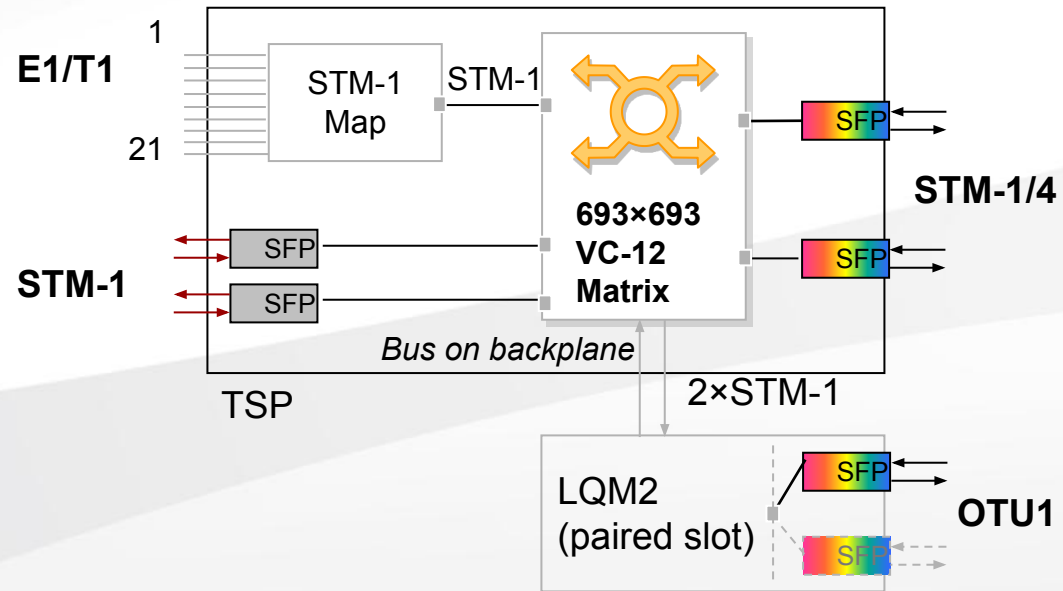 1
E1/T1
21
STM-1
Map
STM-1
693×693
VC-12
Matrix
SFP
SFP
STM-1/4
STM-1
SFP
SFP
Bus on backplane
TSP
2×STM-1
LQM2
(paired slot)
SFP
SFP
OTU1